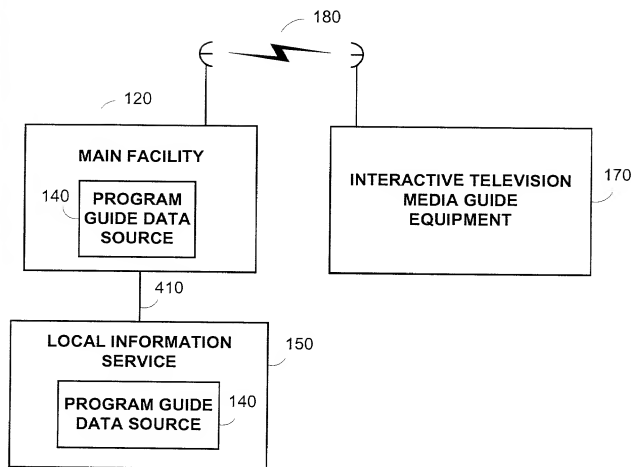 180
120
MAIN FACILITY
140
PROGRAM
GUIDE DATA
SOURCE
INTERACTIVE TELEVISION
MEDIA GUIDE
EQUIPMENT
170
410
LOCAL INFORMATION
SERVICE
150
PROGRAM GUIDE
DATA SOURCE
140